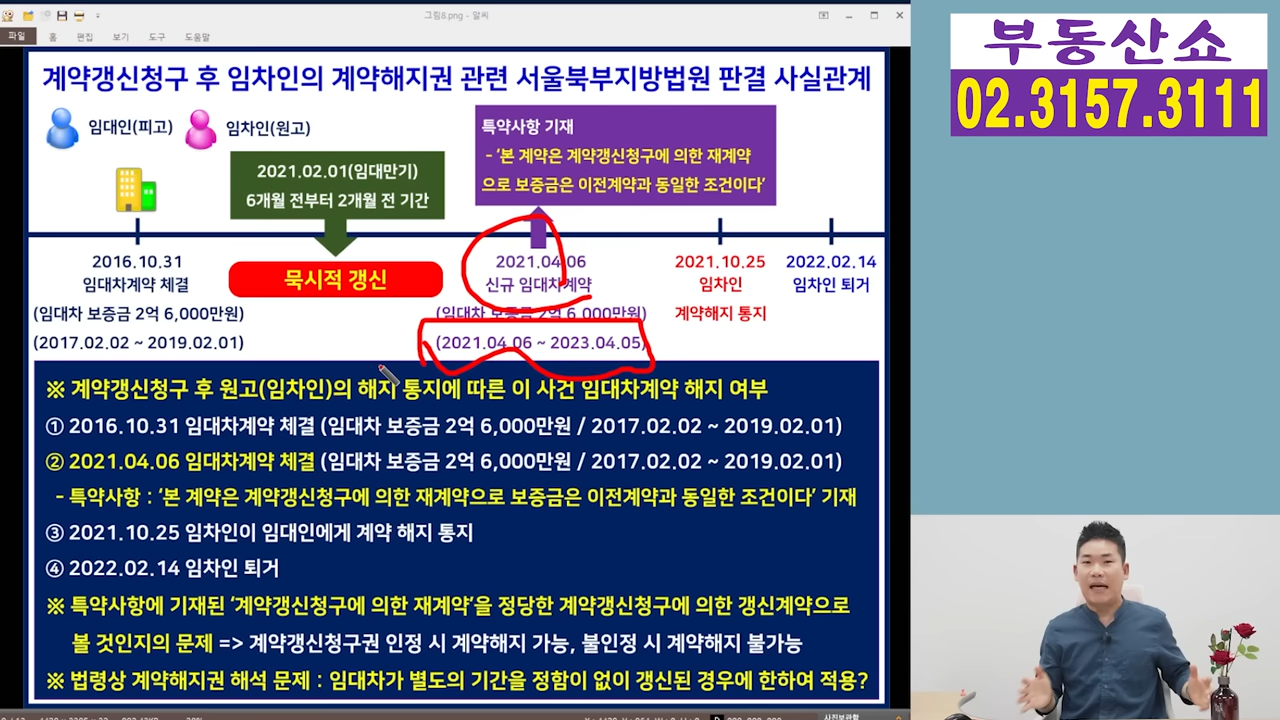 그림8.png - 알씨
파일 홈 편집 보기 도구 도움말
부동산쇼
02.3157.3111
계약갱신청구 후 임차인의 계약해지권 관련 서울북부지방법원 판결 사실관계
임대인(피고) 임차인(원고)
2021.02.01(임대만기)
6개월 전부터 2개월 전 기간
특약사항 기재
- '본 계약은 계약갱신청구에 의한 재계약
으로 보증금은 이전계약과 동일한 조건이다'
2016.10.31
임대차계약 체결
(임대차 보증금 2억 6,000만원)
(2017.02.02 ~ 2019.02.01)
묵시적 갱신
2021.04.06
신규 임대차계약
(임대차 보증금 2억 6,000만원)
(2021.04.06 ~ 2023.04.05)
2021.10.25
임차인
계약해지 통지
2022.02.14
임차인 퇴거
※ 계약갱신청구 후 원고(임차인)의 해지 통지에 따른 이 사건 임대차계약 해지 여부
① 2016.10.31 임대차계약 체결 (임대차 보증금 2억 6,000만원 / 2017.02.02 ~ 2019.02.01)
② 2021.04.06 임대차계약 체결 (임대차 보증금 2억 6,000만원 / 2017.02.02 ~ 2019.02.01)
- 특약사항 : '본 계약은 계약갱신청구에 의한 재계약으로 보증금은 이전계약과 동일한 조건이다' 기재
③ 2021.10.25 임차인이 임대인에게 계약 해지 통지
④ 2022.02.14 임차인 퇴거
※ 특약사항에 기재된 '계약갱신청구에 의한 재계약'을 정당한 계약갱신청구에 의한 갱신계약으로
볼 것인지의 문제 => 계약갱신청구권 인정 시 계약해지 가능, 불인정 시 계약해지 불가능
※ 법령상 계약해지권 해석 문제 : 임대차가 별도의 기간을 정함이 없이 갱신된 경우에 한하여 적용?